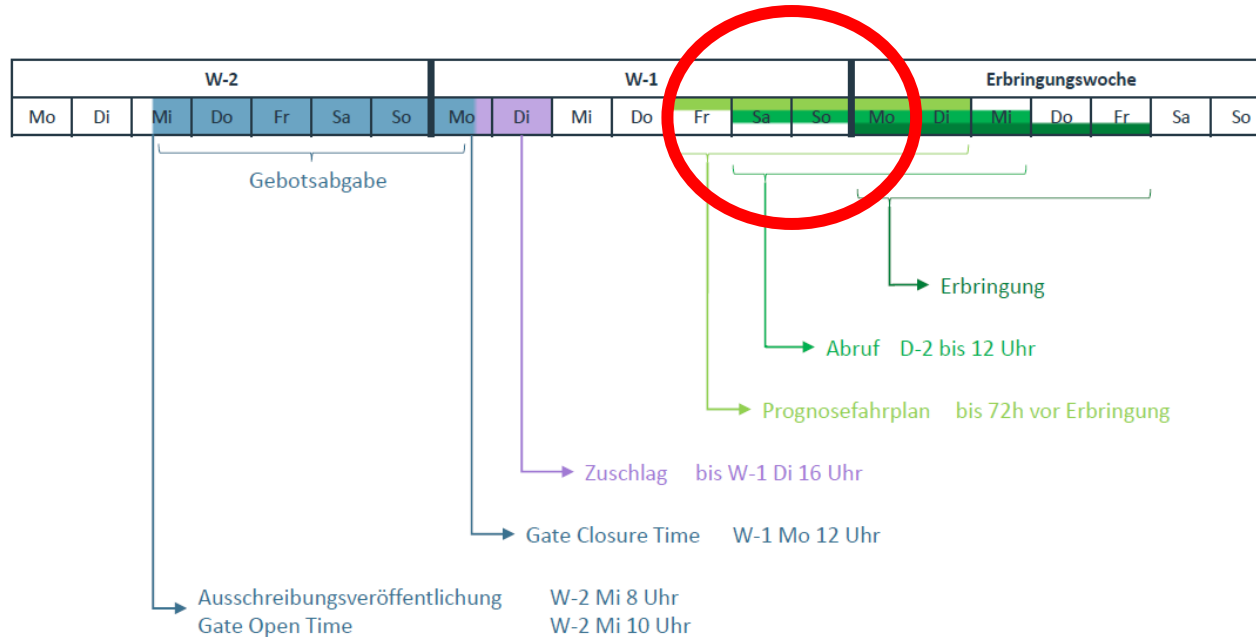 W-2 W-1 Erbringungswoche
Mo Di Mi Do Fr Sa So Mo Di Mi Do Fr Sa So Mo Di Mi Do Fr Sa So
Gebotsabgabe
Erbringung
Abruf D-2 bis 12 Uhr
Prognosefahrplan bis 72h vor Erbringung
Zuschlag bis W-1 Di 16 Uhr
Gate Closure Time W-1 Mo 12 Uhr
Ausschreibungsveröffentlichung W-2 Mi 8 Uhr
Gate Open Time W-2 Mi 10 Uhr